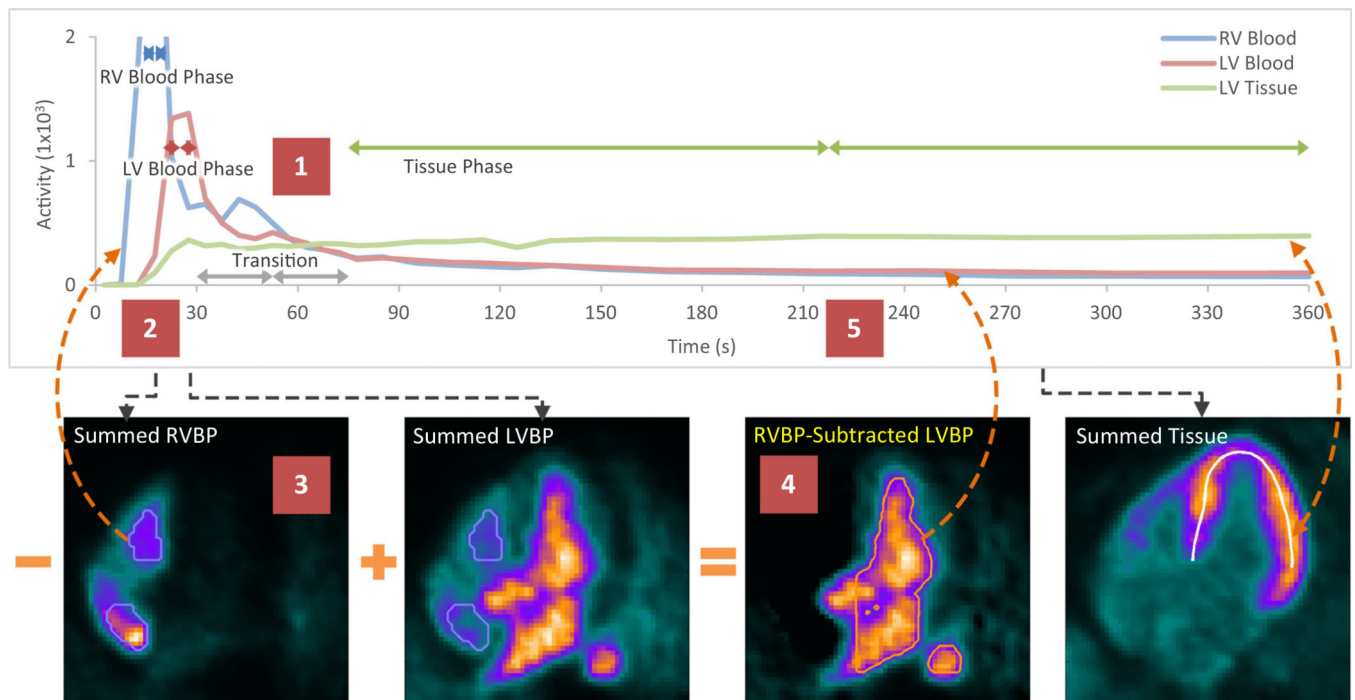 2
RV Blood
LV Blood
LV Tissue
RV Blood Phase
LV Blood Phase
1
Tissue Phase
Activity (1x10³)
1
Transition
0
0 30 60 90 120 150 180 210 240 270 300 330 360
2
5
Time (s)
Summed RVBP
Summed LVBP
RVBP-Subtracted LVBP
Summed Tissue
3
4
−
+
=